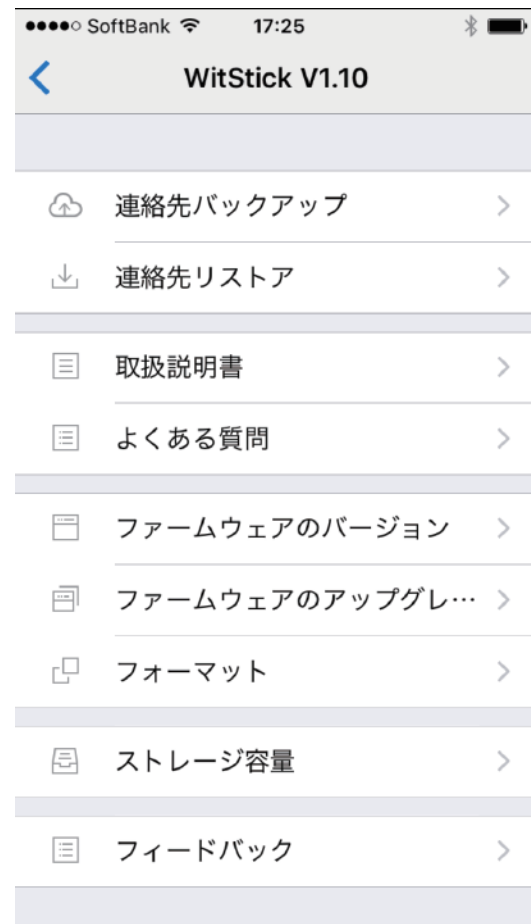 SoftBank 17:25
WitStick V1.10
連絡先バックアップ
連絡先リストア
取扱説明書
よくある質問
ファームウェアのバージョン
ファームウェアのアップグレ…
フォーマット
ストレージ容量
フィードバック